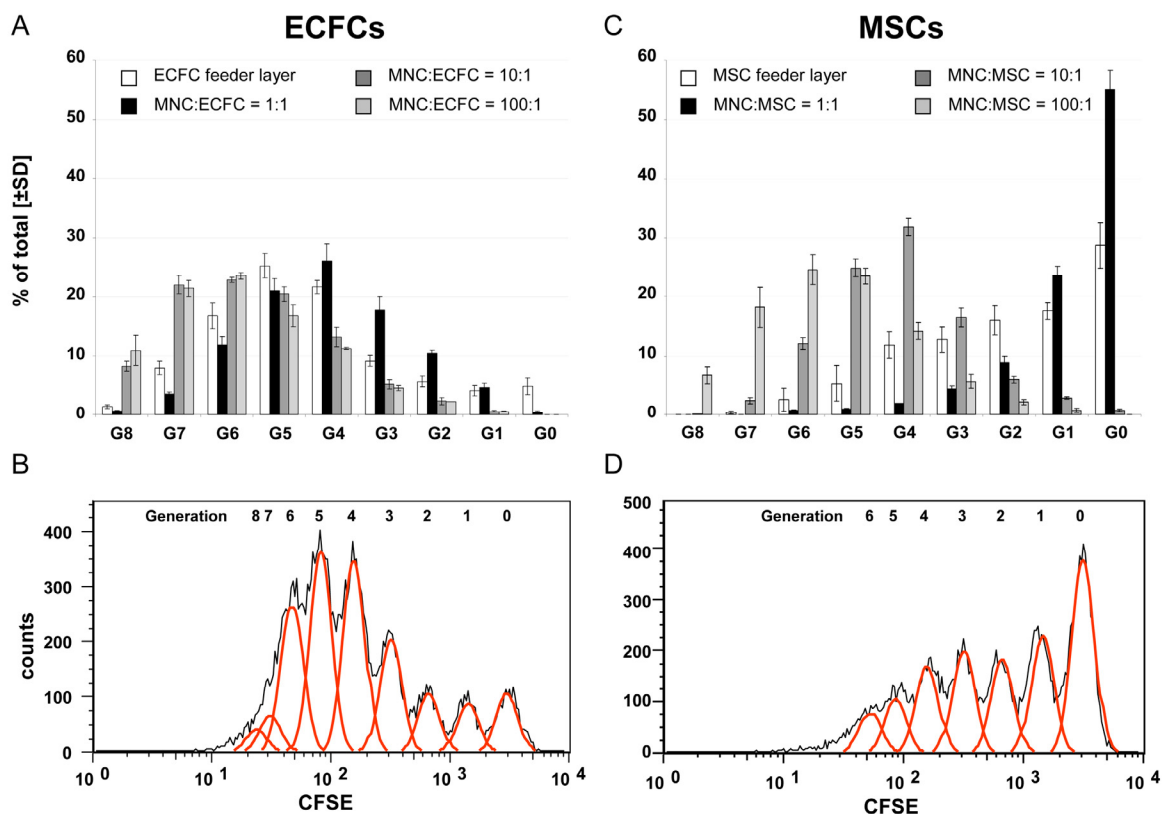 A
ECFCs
60
50
40
30
20
10
0
% of total [±SD]
ECFC feeder layer
MNC:ECFC = 1:1
MNC:ECFC = 10:1
MNC:ECFC = 100:1
G8 G7 G6 G5 G4 G3 G2 G1 G0
C
MSCs
60
50
40
30
20
10
0
MSC feeder layer
MNC:MSC = 1:1
MNC:MSC = 10:1
MNC:MSC = 100:1
G8 G7 G6 G5 G4 G3 G2 G1 G0
B
Generation 8 7 6 5 4 3 2 1 0
400
300
200
100
0
counts
10^0 10^1 10^2 10^3 10^4
CFSE
D
Generation 6 5 4 3 2 1 0
500
400
300
200
100
0
10^0 10^1 10^2 10^3 10^4
CFSE